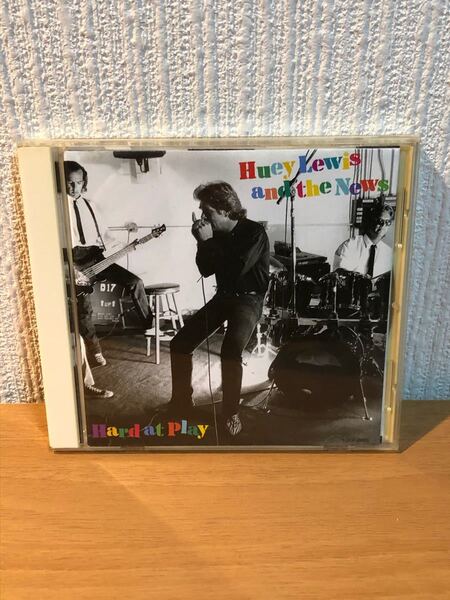 Huey Lewis
and the News
Hard at Play